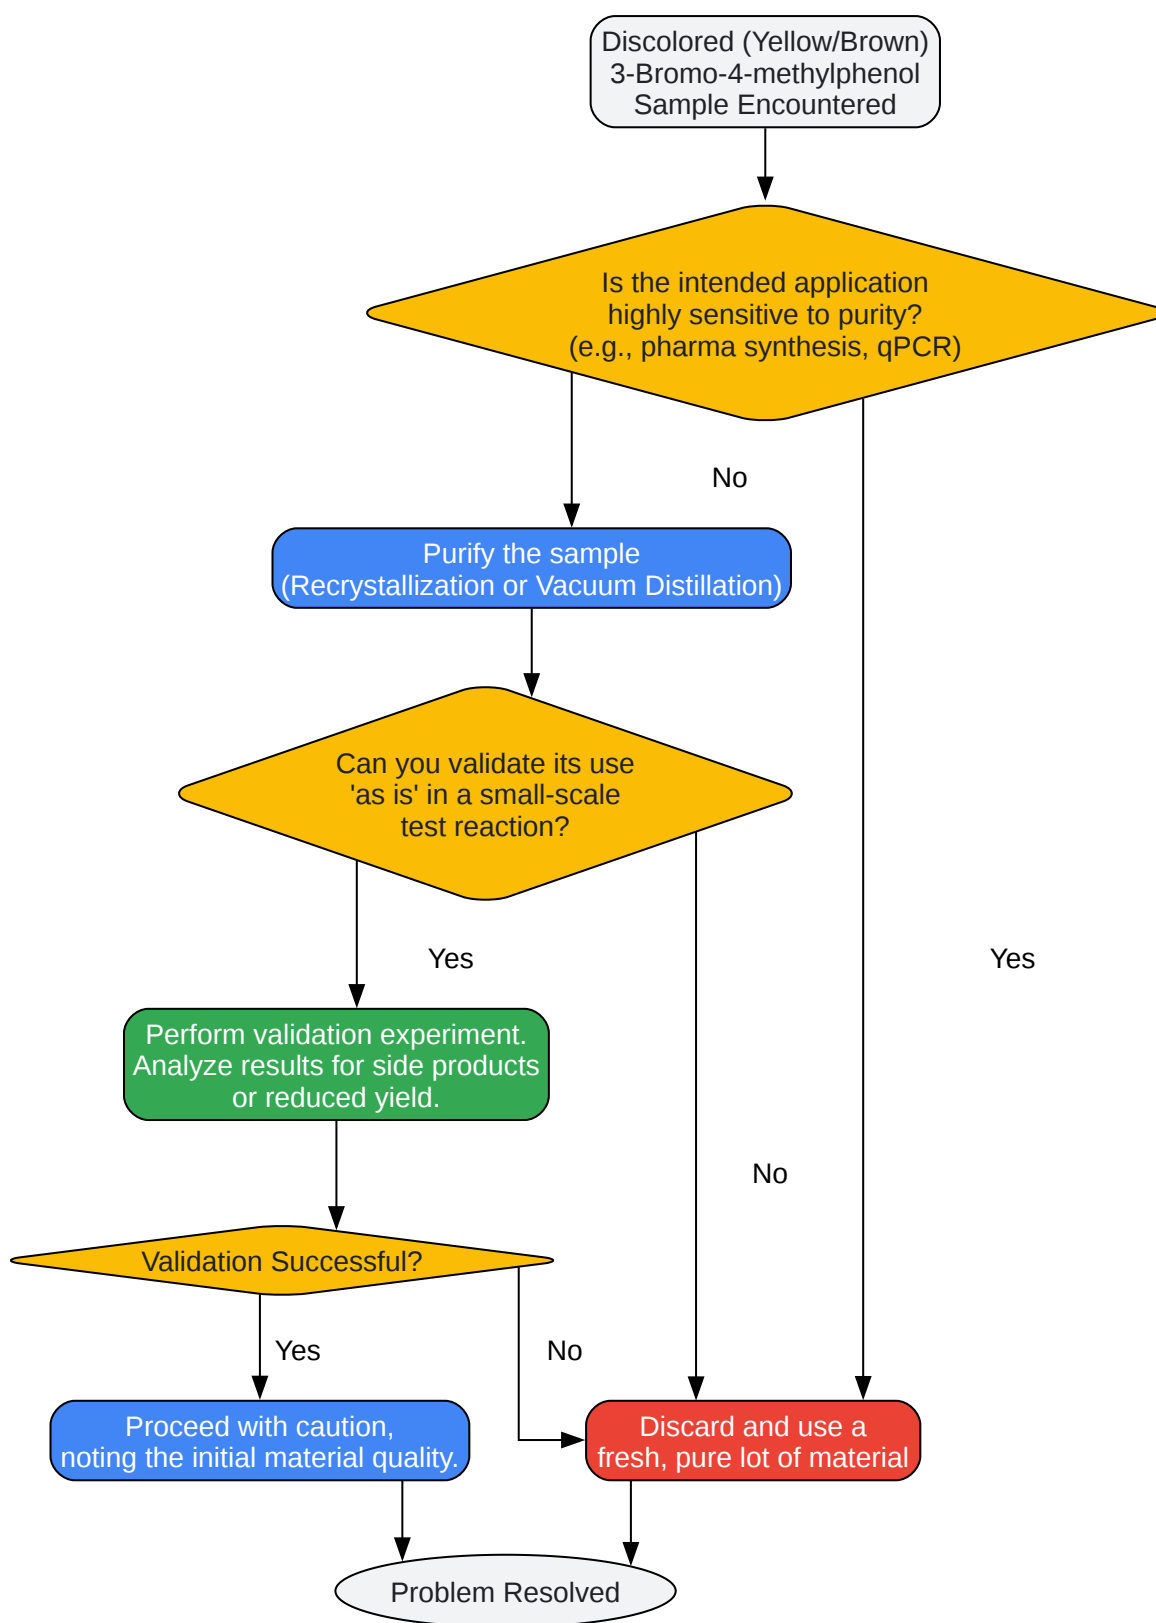 Discolored (Yellow/Brown)
3-Bromo-4-methylphenol
Sample Encountered
Is the intended application
highly sensitive to purity?
(e.g., pharma synthesis, qPCR)
No
Purify the sample
(Recrystallization or Vacuum Distillation)
Can you validate its use
'as is' in a small-scale
test reaction?
Yes
Yes
Perform validation experiment.
Analyze results for side products
or reduced yield.
No
Validation Successful?
Yes
No
Proceed with caution,
noting the initial material quality.
Discard and use a
fresh, pure lot of material
Problem Resolved